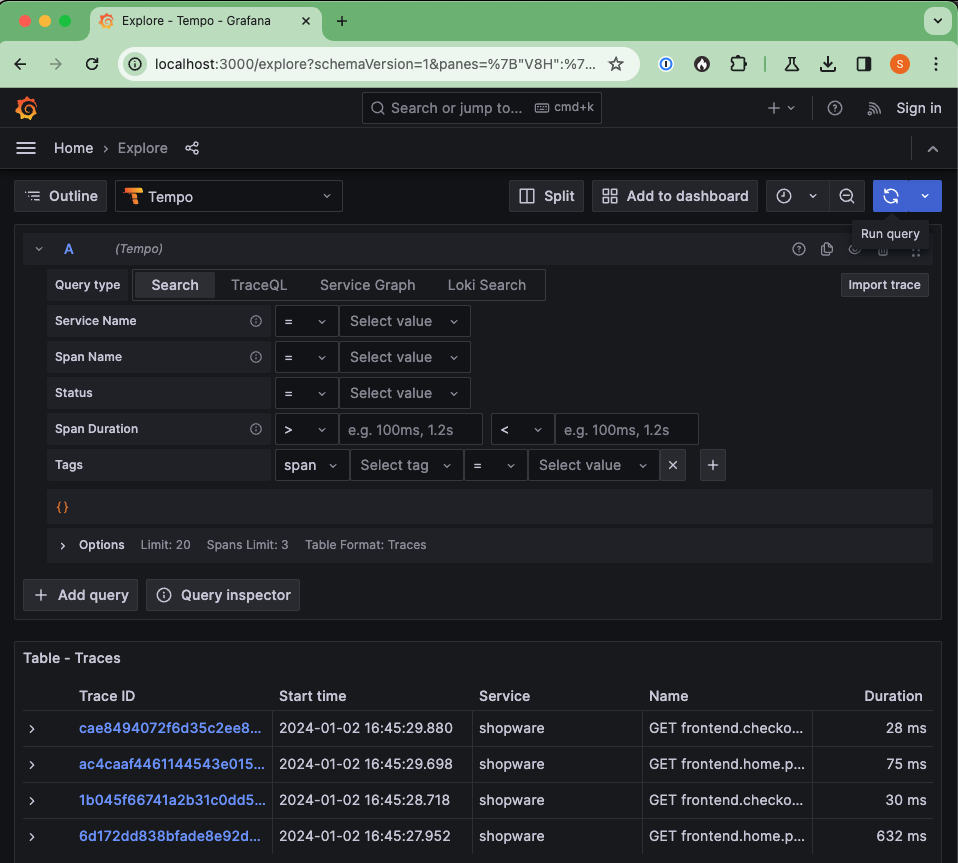 Explore - Tempo - Grafana
localhost:3000/explore?schemaVersion=1&panes=%7B"V8H":%7...
S
Search or jump to... cmd+k
Sign in
Home › Explore
Outline Tempo Split Add to dashboard
Run query
A (Tempo)
Query type Search TraceQL Service Graph Loki Search Import trace
Service Name = Select value
Span Name = Select value
Status = Select value
Span Duration > e.g. 100ms, 1.2s < e.g. 100ms, 1.2s
Tags span Select tag = Select value
{}
Options Limit: 20 Spans Limit: 3 Table Format: Traces
Add query Query inspector
Table - Traces
Trace ID Start time Service Name Duration
cae8494072f6d35c2ee8... 2024-01-02 16:45:29.880 shopware GET frontend.checko... 28 ms
ac4caaf4461144543e015... 2024-01-02 16:45:29.698 shopware GET frontend.home.p... 75 ms
1b045f66741a2b31c0dd5... 2024-01-02 16:45:28.718 shopware GET frontend.checko... 30 ms
6d172dd838bfade8e92d... 2024-01-02 16:45:27.952 shopware GET frontend.home.p... 632 ms